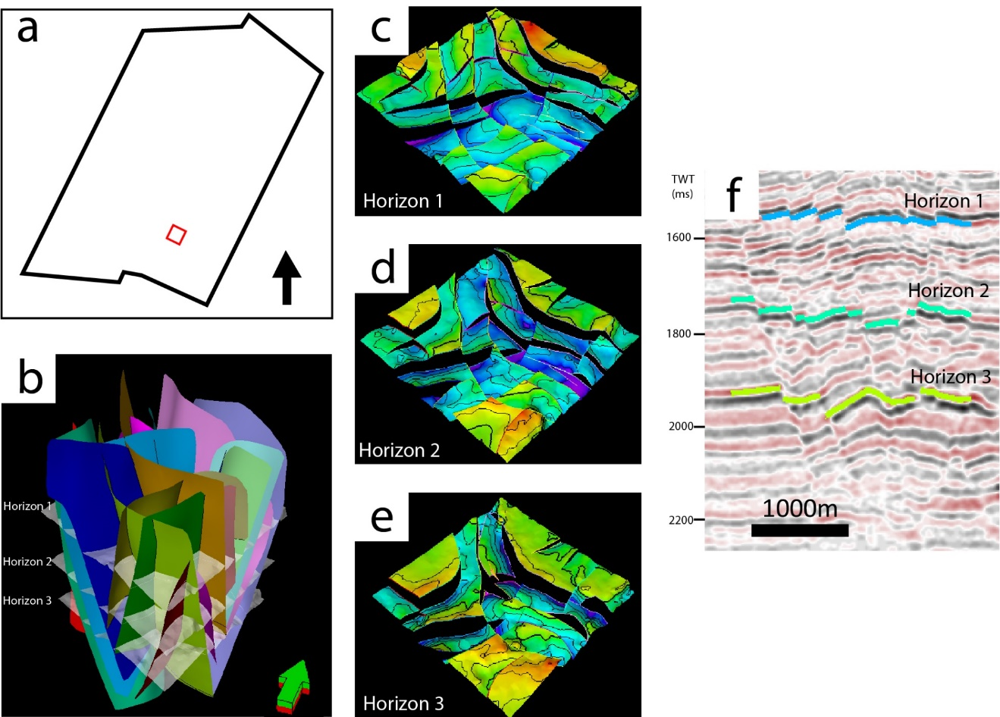 a
b
Horizon 1
Horizon 2
Horizon 3
c
Horizon 1
d
Horizon 2
e
Horizon 3
f
TWT
(ms)
Horizon 1
1600
Horizon 2
1800
Horizon 3
2000
1000m
2200